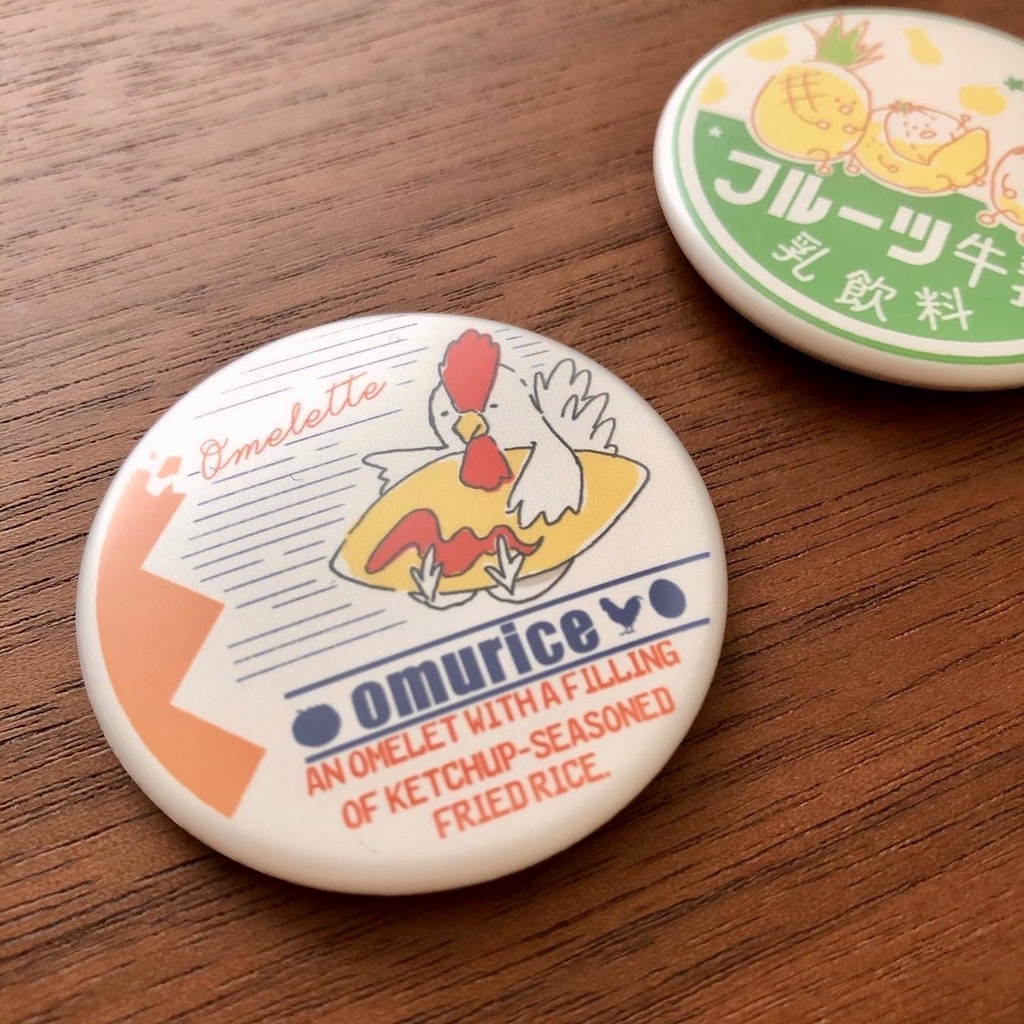 Omelette
omurice
AN OMELET WITH A FILLING
OF KETCHUP-SEASONED
FRIED RICE.
フルーツ牛
乳飲料